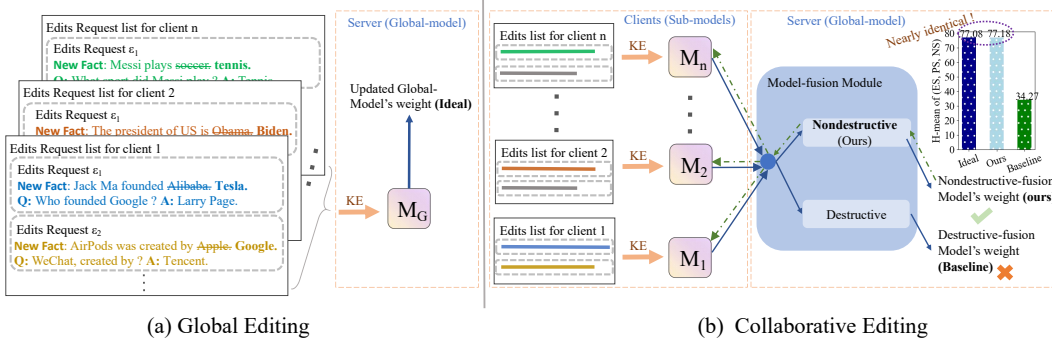 Edits Request list for client n
Edits Request ε1
New Fact: Messi plays soccer. tennis.
Q: What sport did Messi play ? A: Tennis
Edits Request list for client 2
Edits Request ε1
New Fact: The president of US is Obama. Biden.
Edits Request list for client 1
Edits Request ε1
New Fact: Jack Ma founded Alibaba. Tesla.
Q: Who founded Google ? A: Larry Page.
Edits Request ε2
New Fact: AirPods was created by Apple. Google.
Q: WeChat, created by ? A: Tencent.
Server (Global-model)
Updated Global-
Model's weight (Ideal)
KE
MG
(a) Global Editing
Clients (Sub-models)
Edits list for client n
KE
Mn
Edits list for client 2
KE
M2
Edits list for client 1
KE
M1
Server (Global-model)
Model-fusion Module
Nondestructive
(Ours)
Destructive
Nearly identical !
H-mean of (ES, PS, NS)
80
70
60
50
40
30
20
10
0
77.08
77.18
34.27
Ideal
Ours
Baseline
Nondestructive-fusion
Model's weight (ours)
Destructive-fusion
Model's weight
(Baseline)
(b) Collaborative Editing